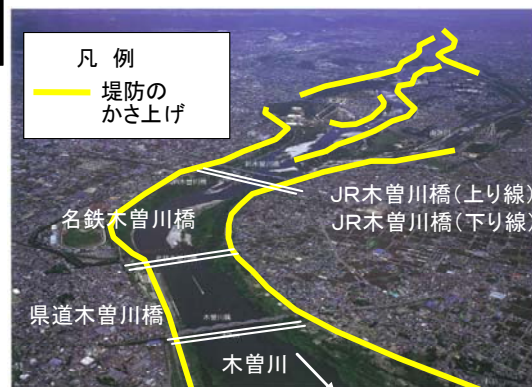 凡 例
堤防の
かさ上げ
JR木曽川橋(上り線)
JR木曽川橋(下り線)
名鉄木曽川橋
県道木曽川橋
木曽川